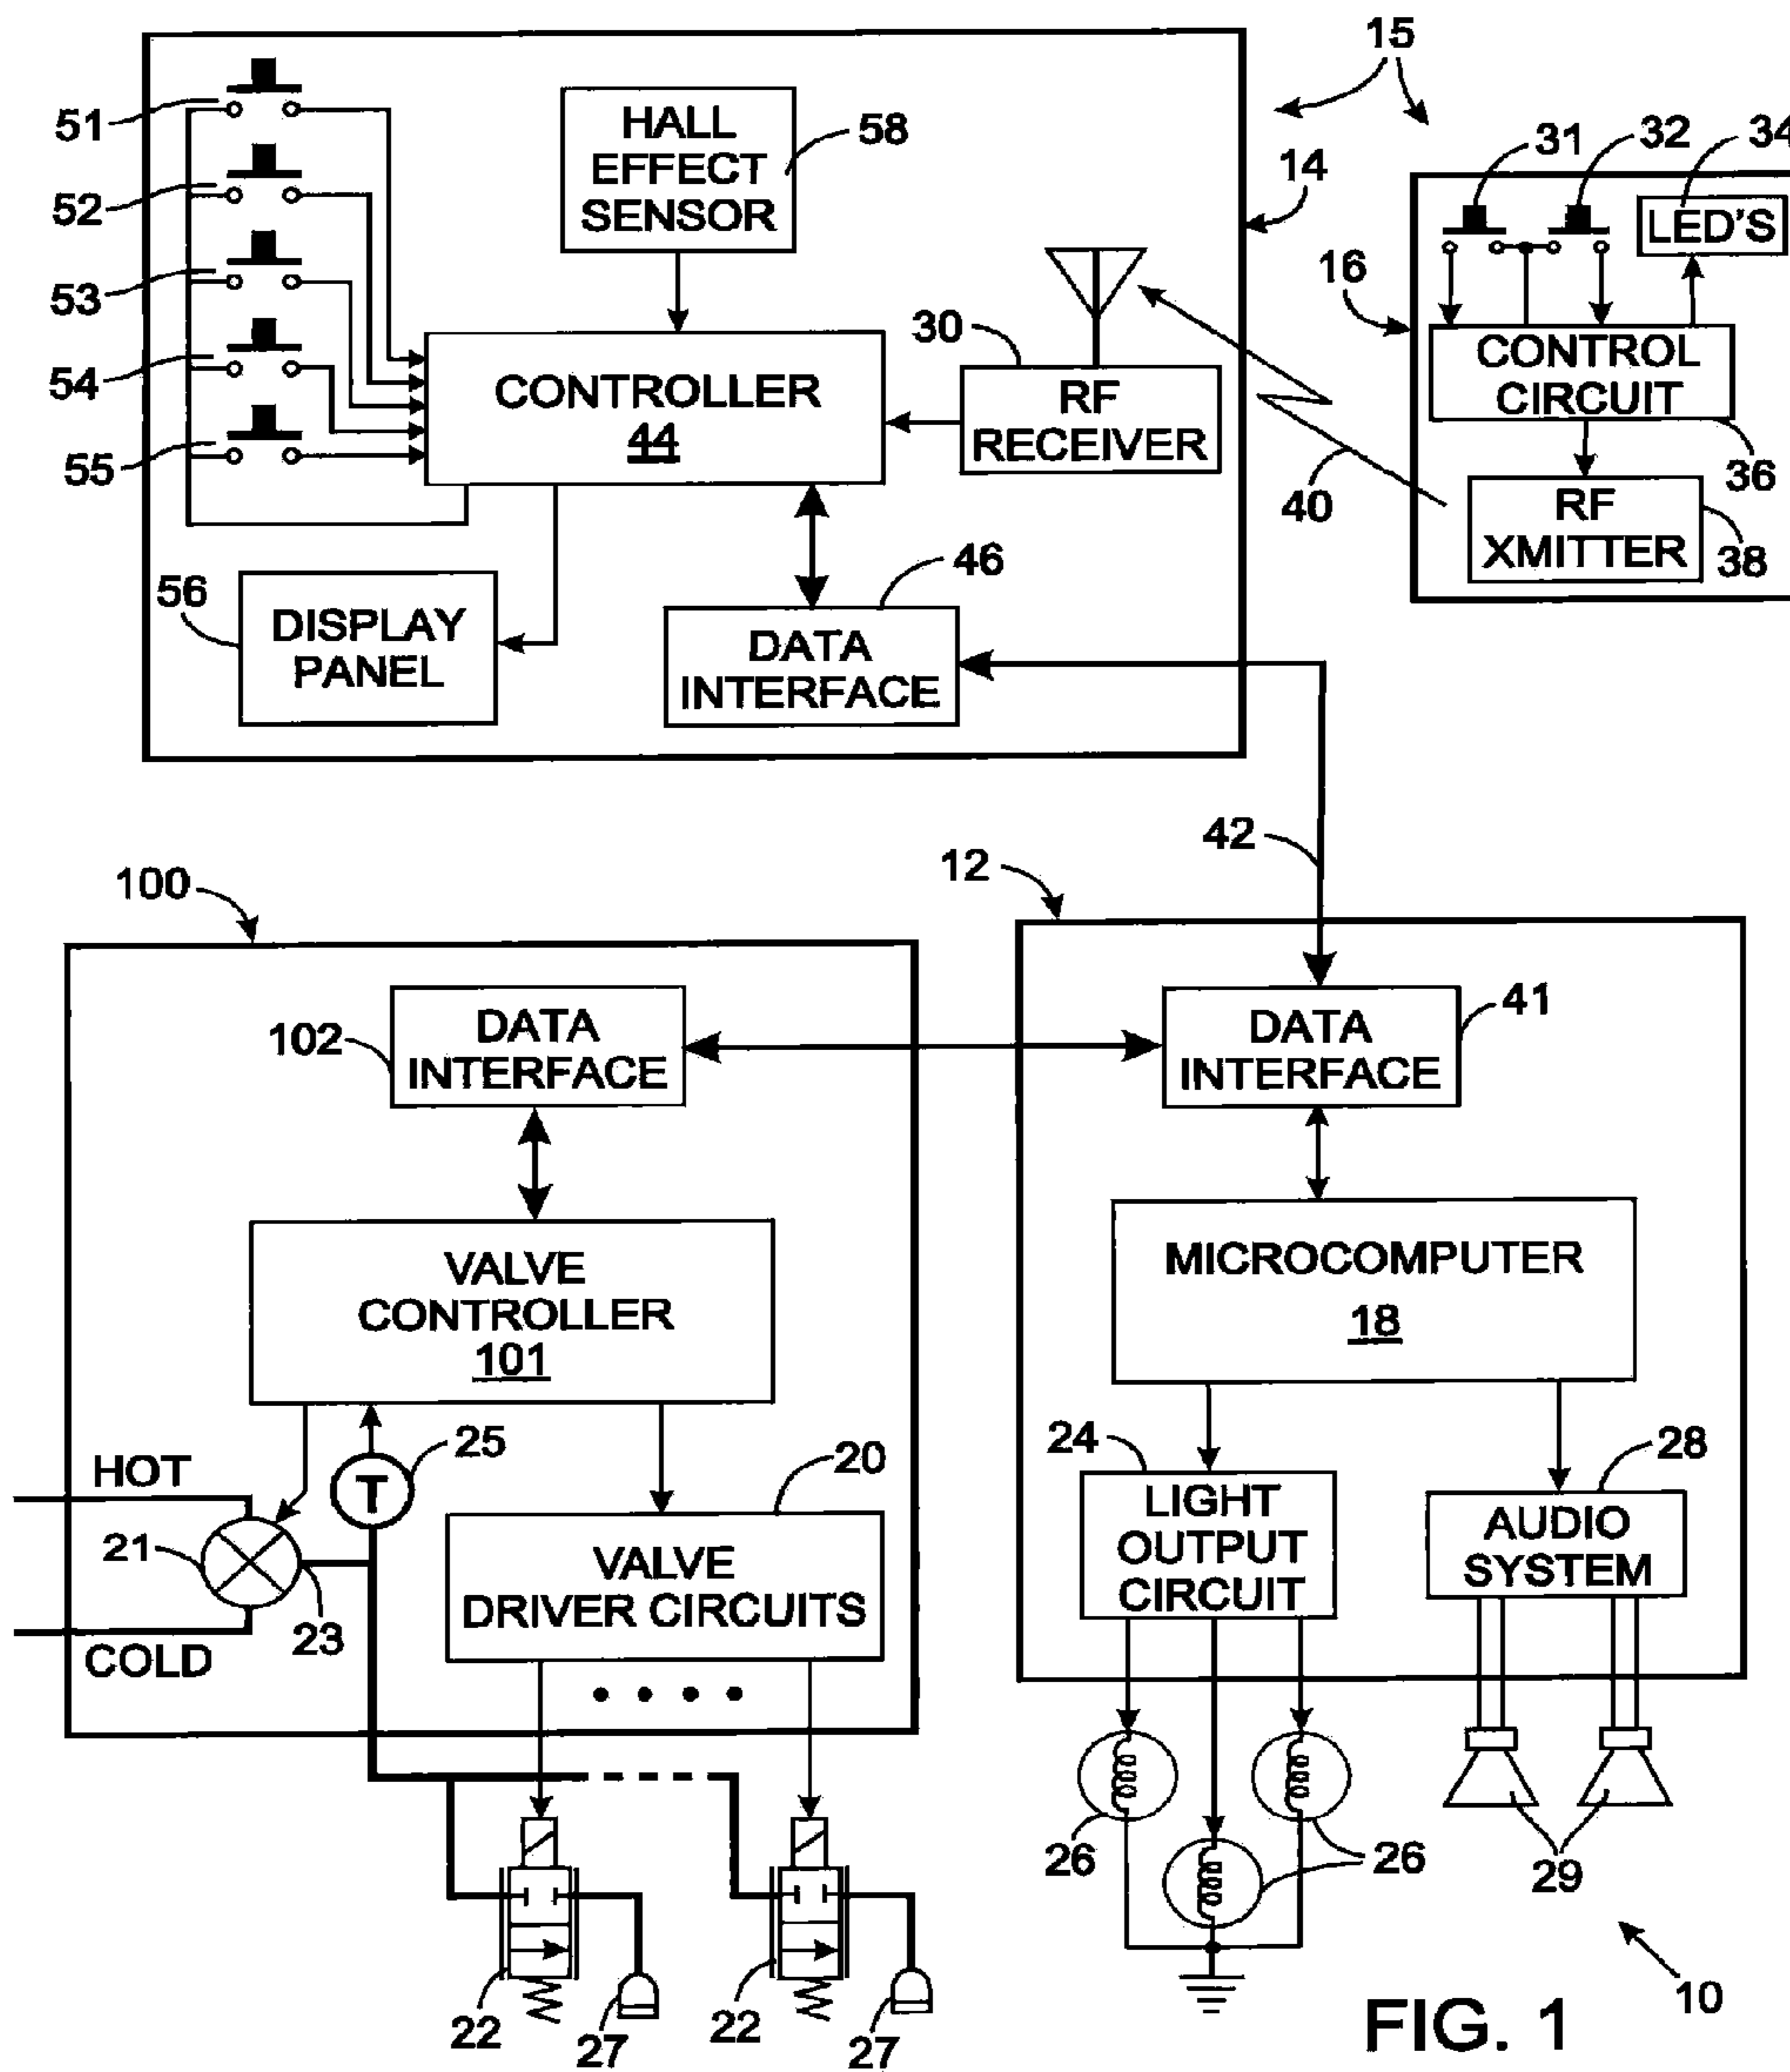 15
51
HALL
EFFECT
SENSOR
58
31
32
34
52
14
LED'S
53
16
30
CONTROL
CIRCUIT
54
CONTROLLER
44
RF
RECEIVER
55
36
40
RF
XMITTER
38
46
56
DISPLAY
PANEL
DATA
INTERFACE
42
12
100
102
DATA
INTERFACE
DATA
INTERFACE
41
VALVE
CONTROLLER
101
MICROCOMPUTER
18
25
24
28
HOT
T
20
LIGHT
OUTPUT
CIRCUIT
AUDIO
SYSTEM
21
VALVE
DRIVER CIRCUITS
23
COLD
26
26
29
22
27
22
27
10
FIG. 1